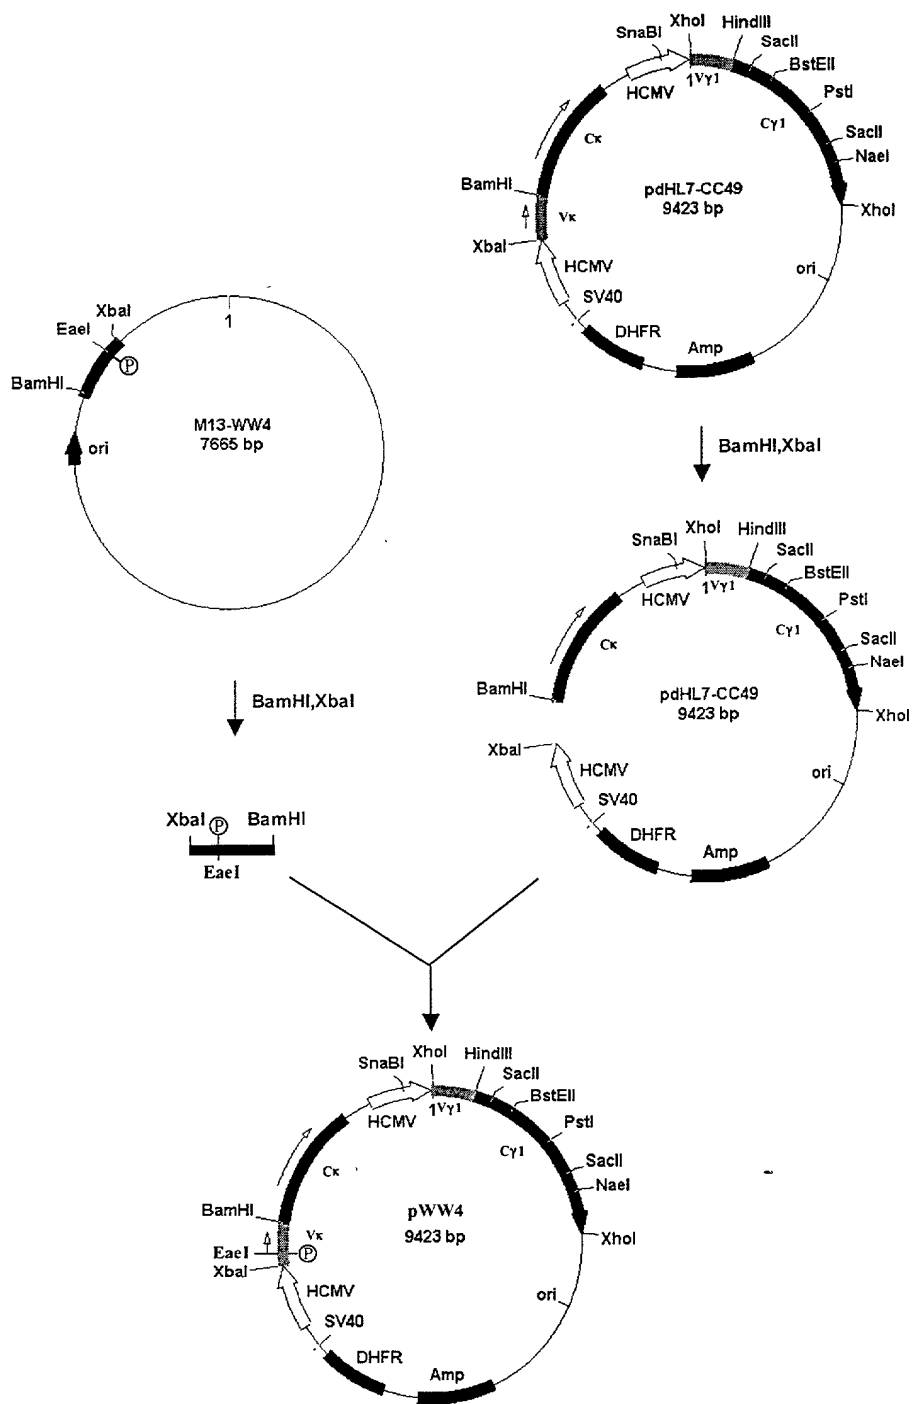 XhoI
HindIII
SnaBI
SacII
BstEII
HCMV
1Vγ1
PstI
Cκ
Cγ1
SacII
NaeI
BamHI
pdHL7-CC49
9423 bp
XhoI
Vκ
XbaI
HCMV
ori
SV40
DHFR
Amp
XbaI
EaeI
1
P
BamHI
M13-WW4
7665 bp
ori
BamHI,XbaI
BamHI,XbaI
XhoI
HindIII
SnaBI
SacII
BstEII
HCMV
1Vγ1
PstI
Cκ
Cγ1
SacII
NaeI
BamHI
pdHL7-CC49
9423 bp
XhoI
XbaI
HCMV
ori
SV40
DHFR
Amp
XbaI P BamHI
EaeI
XhoI
HindIII
SnaBI
SacII
BstEII
HCMV
1Vγ1
PstI
Cκ
Cγ1
SacII
NaeI
BamHI
pWW4
9423 bp
Vκ
XhoI
EaeI
P
XbaI
HCMV
ori
SV40
DHFR
Amp